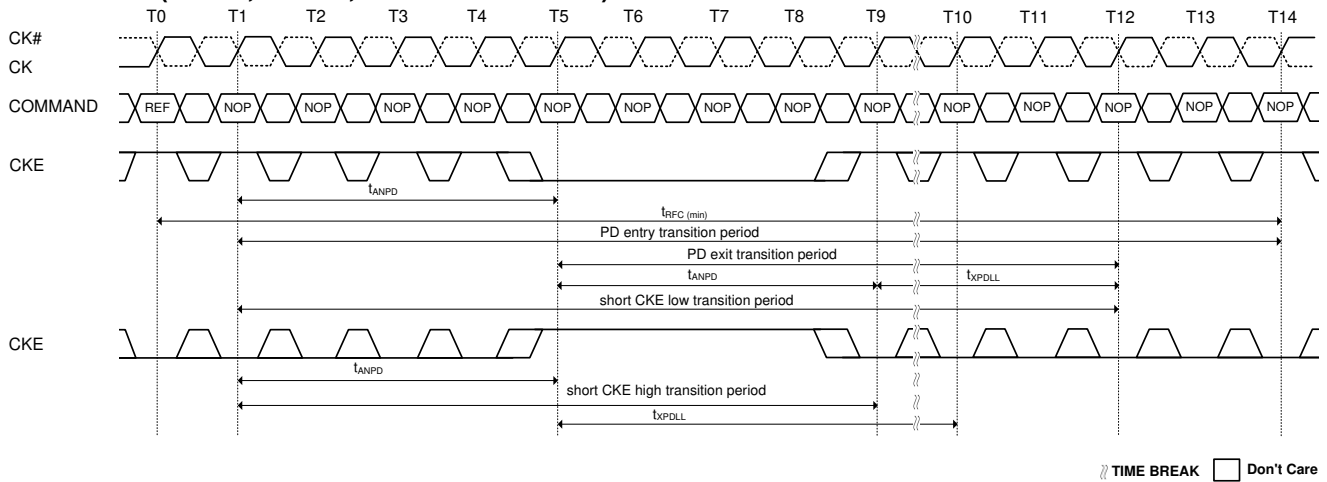 T0 T1 T2 T3 T4 T5 T6 T7 T8 T9 T10 T11 T12 T13 T14
CK#
CK
COMMAND REF NOP NOP NOP NOP NOP NOP NOP NOP NOP NOP NOP NOP NOP NOP
CKE
tANPD
tRFC (min)
PD entry transition period
PD exit transition period
tANPD tXPDLL
short CKE low transition period
CKE
tANPD
short CKE high transition period
tXPDLL
TIME BREAK Don't Care